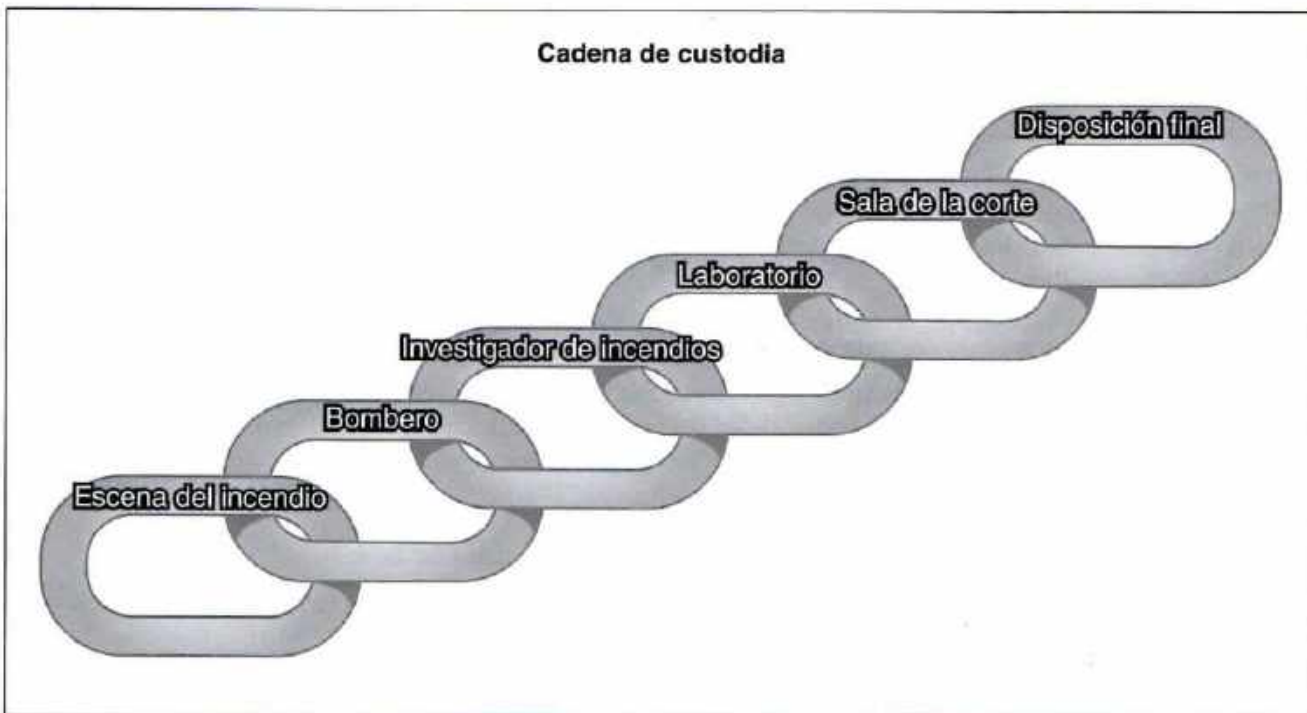 Cadena de custodia
Disposición final
Sala de la corte
Laboratorio
Investigador de incendios
Bombero
Escena del incendio